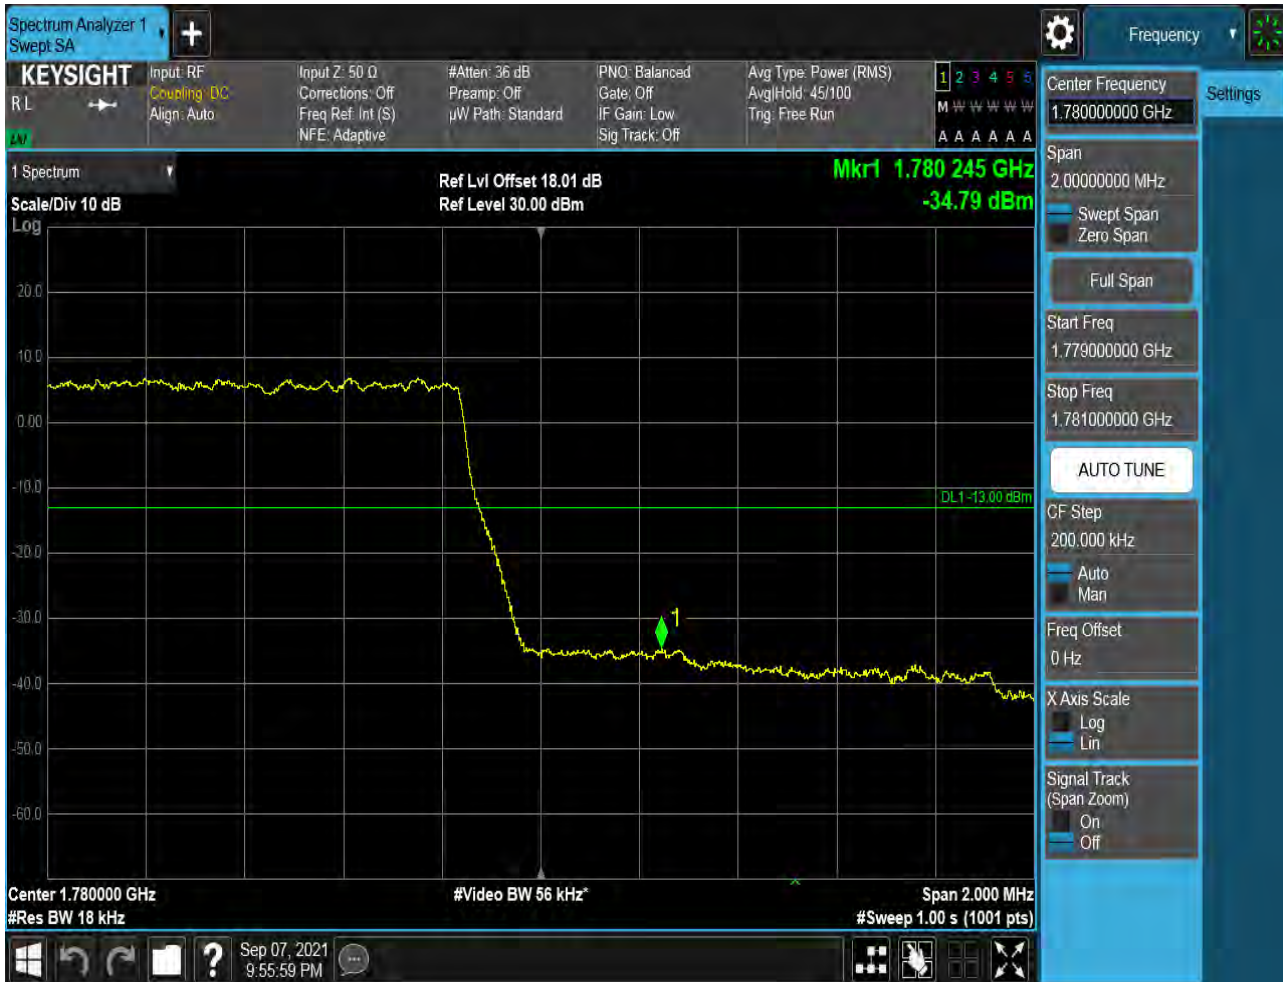 Spectrum Analyzer 1
Swept SA
Frequency
KEYSIGHT
R L
LXI
Input: RF
Coupling: DC
Align: Auto
Input Z: 50 Ω
Corrections: Off
Freq Ref: Int (S)
NFE: Adaptive
#Atten: 36 dB
Preamp: Off
µW Path: Standard
PNO: Balanced
Gate: Off
IF Gain: Low
Sig Track: Off
Avg Type: Power (RMS)
Avg|Hold: 45/100
Trig: Free Run
1 2 3 4 5 6
M W W W W W
A A A A A A
1 Spectrum
Scale/Div 10 dB
Log
Ref Lvl Offset 18.01 dB
Ref Level 30.00 dBm
Mkr1 1.780 245 GHz
-34.79 dBm
20.0
10.0
0.00
-10.0
DL1 -13.00 dBm
-20.0
-30.0
1
-40.0
-50.0
-60.0
Center 1.780000 GHz
#Res BW 18 kHz
#Video BW 56 kHz*
Span 2.000 MHz
#Sweep 1.00 s (1001 pts)
Center Frequency
1.780000000 GHz
Settings
Span
2.00000000 MHz
Swept Span
Zero Span
Full Span
Start Freq
1.779000000 GHz
Stop Freq
1.781000000 GHz
AUTO TUNE
CF Step
200.000 kHz
Auto
Man
Freq Offset
0 Hz
X Axis Scale
Log
Lin
Signal Track
(Span Zoom)
On
Off
?
Sep 07, 2021
9:55:59 PM